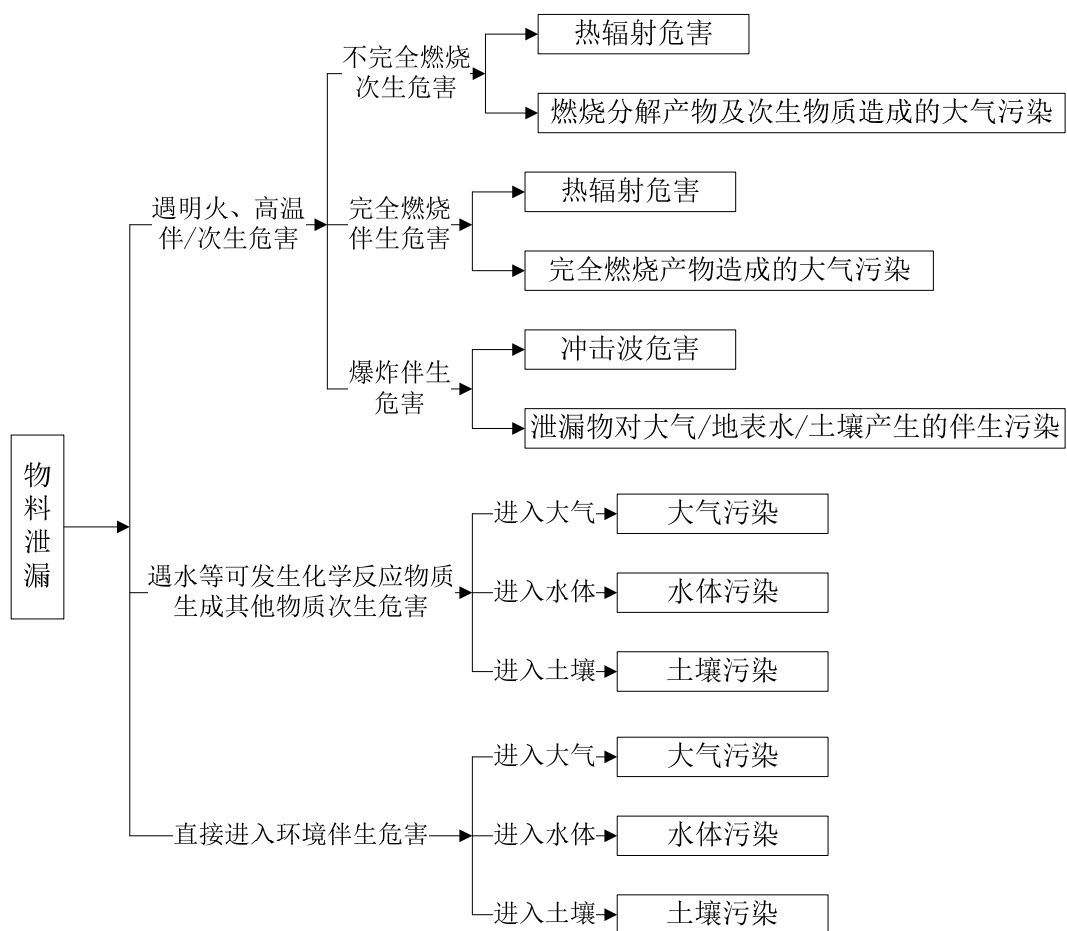 热辐射危害
不完全燃烧
次生危害
燃烧分解产物及次生物质造成的大气污染
热辐射危害
遇明火、高温
伴/次生危害
完全燃烧
伴生危害
完全燃烧产物造成的大气污染
冲击波危害
爆炸伴生
危害
泄漏物对大气/地表水/土壤产生的伴生污染
物
料
泄
漏
进入大气
大气污染
遇水等可发生化学反应物质
生成其他物质次生危害
进入水体
水体污染
进入土壤
土壤污染
进入大气
大气污染
直接进入环境伴生危害
进入水体
水体污染
进入土壤
土壤污染